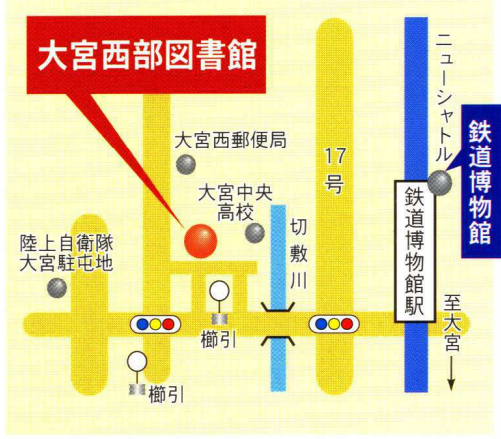 大宮西部図書館
ニューシャトル
鉄道博物館
大宮西郵便局
17号
大宮中央
高校
切敷川
鉄道博物館駅
陸上自衛隊
大宮駐屯地
至大宮
櫛引
櫛引